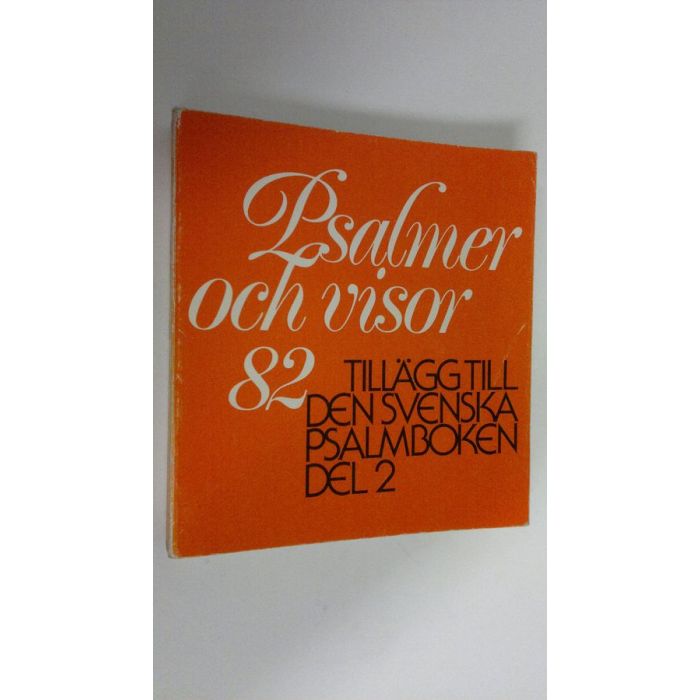 Psalmer
och visor
82
TILLÄGG TILL
DEN SVENSKA
PSALMBOKEN
DEL 2